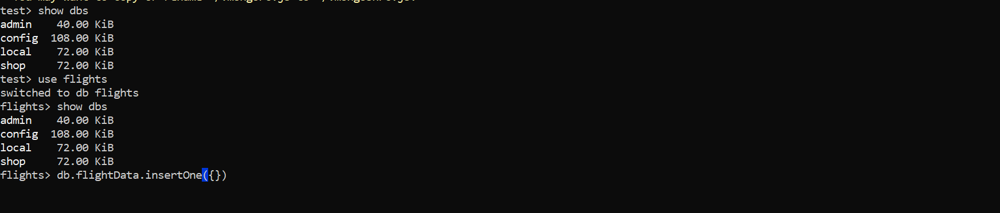 test> show dbs
admin    40.00 KiB
config  108.00 KiB
local    72.00 KiB
shop     72.00 KiB
test> use flights
switched to db flights
flights> show dbs
admin    40.00 KiB
config  108.00 KiB
local    72.00 KiB
shop     72.00 KiB
flights> db.flightData.insertOne({})